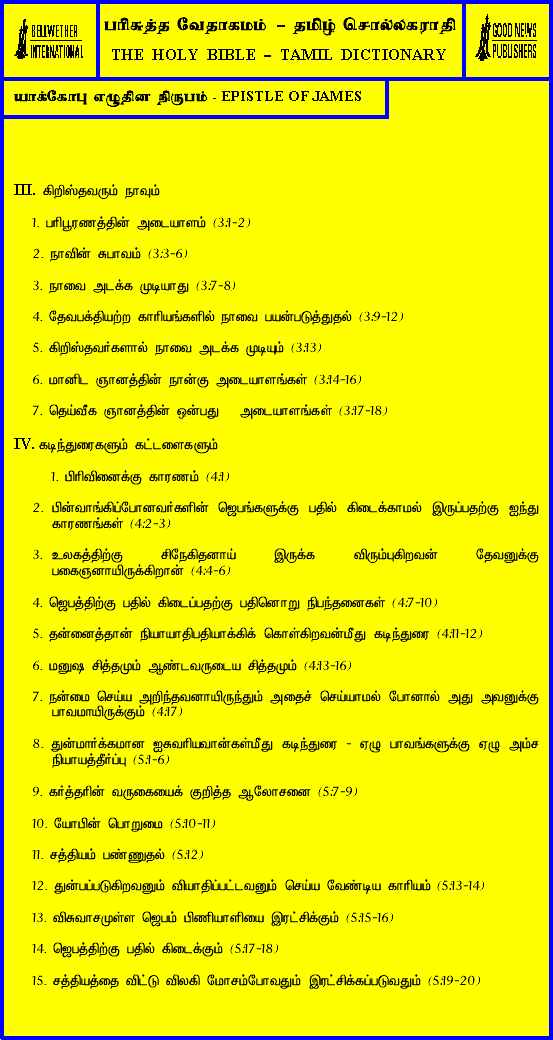 BELLWETHER
INTERNATIONAL
பரிசுத்த வேதாகமம் – தமிழ் சொல்லகராதி
THE HOLY BIBLE – TAMIL DICTIONARY
GOOD NEWS
PUBLISHERS
யாக்கோபு எழுதின நிருபம் - EPISTLE OF JAMES
III. கிறிஸ்தவரும் நாவும்
1. பரிபூரணத்தின் அடையாளம் (3:1-2)
2. நாவின் சுபாவம் (3:3-6)
3. நாவை அடக்க முடியாது (3:7-8)
4. தேவபக்தியற்ற காரியங்களில் நாவை பயன்படுத்துதல் (3:9-12)
5. கிறிஸ்தவர்களால் நாவை அடக்க முடியும் (3:13)
6. மானிட ஞானத்தின் நான்கு அடையாளங்கள் (3:14-16)
7. தெய்வீக ஞானத்தின் ஒன்பது அடையாளங்கள் (3:17-18)
IV. கடிந்துரைகளும் கட்டளைகளும்
1. பிரிவினைக்கு காரணம் (4:1)
2. பின்வாங்கிப்போனவர்களின் ஜெபங்களுக்கு பதில் கிடைக்காமல் இருப்பதற்கு ஐந்து
காரணங்கள் (4:2-3)
3. உலகத்திற்கு சிநேகிதனாய் இருக்க விரும்புகிறவன் தேவனுக்கு
பகைஞனாயிருக்கிறான் (4:4-6)
4. ஜெபத்திற்கு பதில் கிடைப்பதற்கு பதினொறு நிபந்தனைகள் (4:7-10)
5. தன்னைத்தான் நியாயாதிபதியாக்கிக் கொள்கிறவன்மீது கடிந்துரை (4:11-12)
6. மனுஷ சித்தமும் ஆண்டவருடைய சித்தமும் (4:13-16)
7. நன்மை செய்ய அறிந்தவனாயிருந்தும் அதைச் செய்யாமல் போனால் அது அவனுக்கு
பாவமாயிருக்கும் (4:17)
8. துன்மார்க்கமான ஐசுவரியவான்கள்மீது கடிந்துரை - ஏழு பாவங்களுக்கு ஏழு அம்ச
நியாயத்தீர்ப்பு (5:1-6)
9. கர்த்தரின் வருகையைக் குறித்த ஆலோசனை (5:7-9)
10. யோபின் பொறுமை (5:10-11)
11. சத்தியம் பண்ணுதல் (5:12)
12. துன்பப்படுகிறவனும் வியாதிப்பட்டவனும் செய்ய வேண்டிய காரியம் (5:13-14)
13. விசுவாசமுள்ள ஜெபம் பிணியாளியை இரட்சிக்கும் (5:15-16)
14. ஜெபத்திற்கு பதில் கிடைக்கும் (5:17-18)
15. சத்தியத்தை விட்டு விலகி மோசம்போவதும் இரட்சிக்கப்படுவதும் (5:19-20)